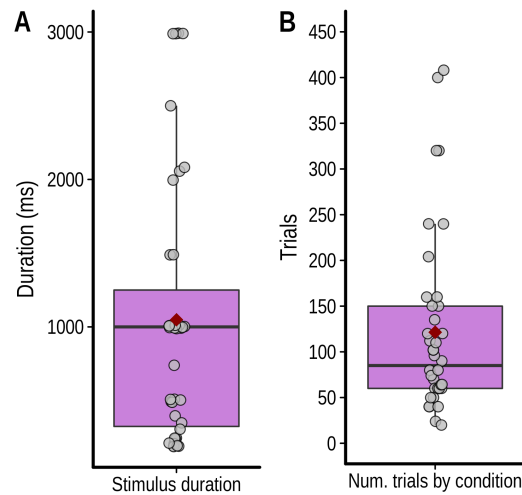 A
Duration (ms)
3000
2000
1000
Stimulus duration
B
Trials
450
400
350
300
250
200
150
100
50
0
Num. trials by condition